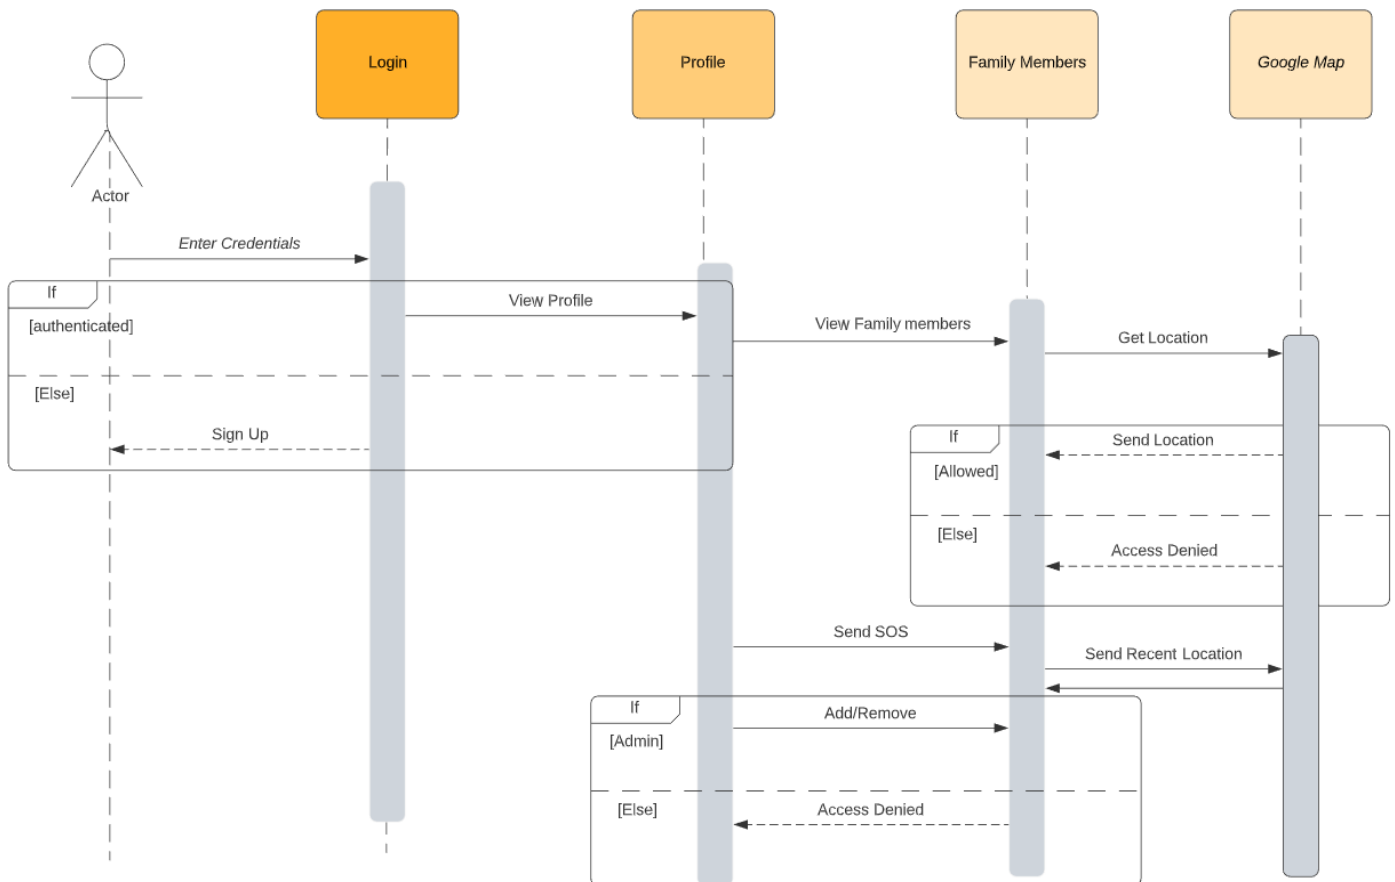 Login
Profile
Family Members
Google Map
Actor
Enter Credentials
If
View Profile
[authenticated]
View Family members
Get Location
[Else]
Sign Up
If
Send Location
[Allowed]
[Else]
Access Denied
Send SOS
Send Recent Location
If
Add/Remove
[Admin]
[Else]
Access Denied